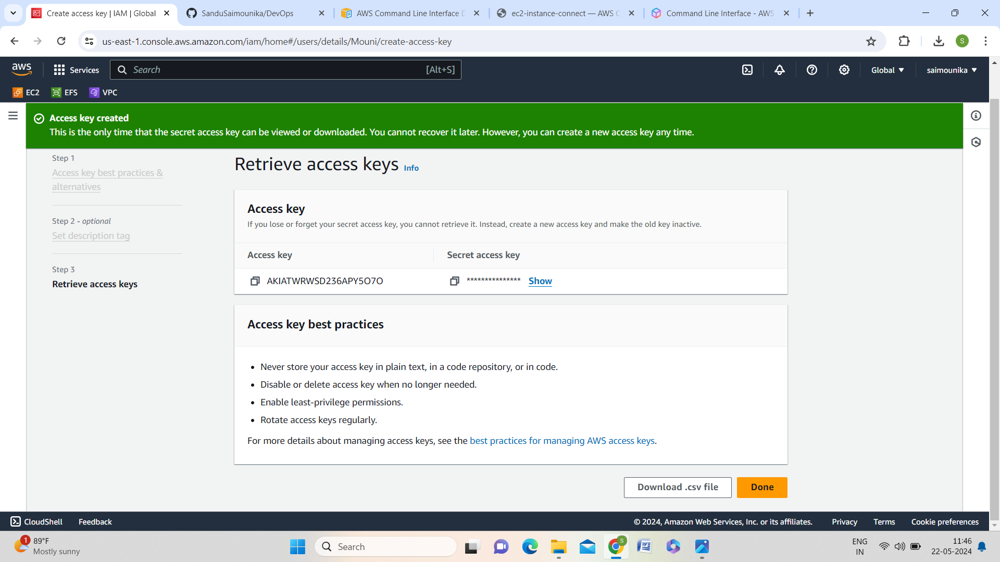 Create access key | IAM | Global
SanduSaimounika/DevOps
AWS Command Line Interface D
ec2-instance-connect — AWS C
Command Line Interface - AWS
us-east-1.console.aws.amazon.com/iam/home#/users/details/Mouni/create-access-key
S
aws
Services
Search
[Alt+S]
Global
saimounika
EC2
EFS
VPC
Access key created
This is the only time that the secret access key can be viewed or downloaded. You cannot recover it later. However, you can create a new access key any time.
Step 1
Access key best practices &
alternatives
Step 2 - optional
Set description tag
Step 3
Retrieve access keys
Retrieve access keys Info
Access key
If you lose or forget your secret access key, you cannot retrieve it. Instead, create a new access key and make the old key inactive.
Access key
Secret access key
AKIATWRWSD236APY5O7O
*************** Show
Access key best practices
• Never store your access key in plain text, in a code repository, or in code.
• Disable or delete access key when no longer needed.
• Enable least-privilege permissions.
• Rotate access keys regularly.
For more details about managing access keys, see the best practices for managing AWS access keys.
Download .csv file
Done
CloudShell
Feedback
© 2024, Amazon Web Services, Inc. or its affiliates.
Privacy
Terms
Cookie preferences
1
89°F
Mostly sunny
Search
S
ENG
IN
11:46
22-05-2024